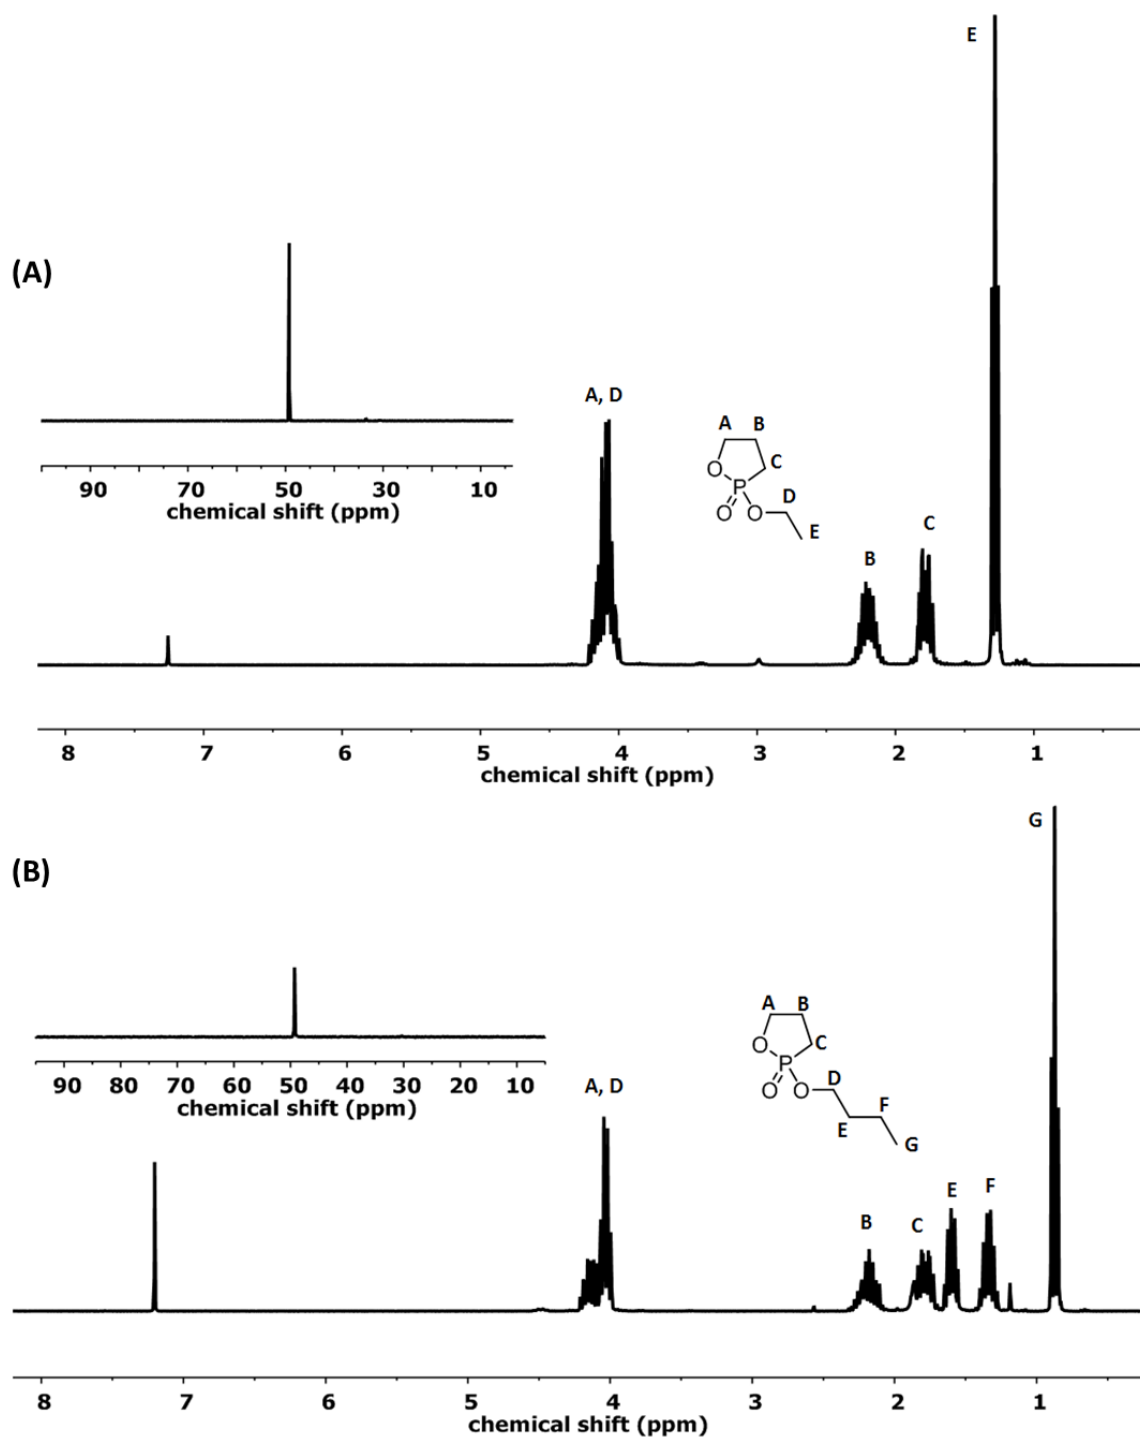 E
(A)
A, D
90 70 50 30 10
chemical shift (ppm)
A B
C
O
P
O O
D
E
B
C
8 7 6 5 4 3 2 1
chemical shift (ppm)
G
(B)
A, D
90 80 70 60 50 40 30 20 10
chemical shift (ppm)
A B
C
O
P
O O
D
F
E
G
B
C
E
F
8 7 6 5 4 3 2 1
chemical shift (ppm)